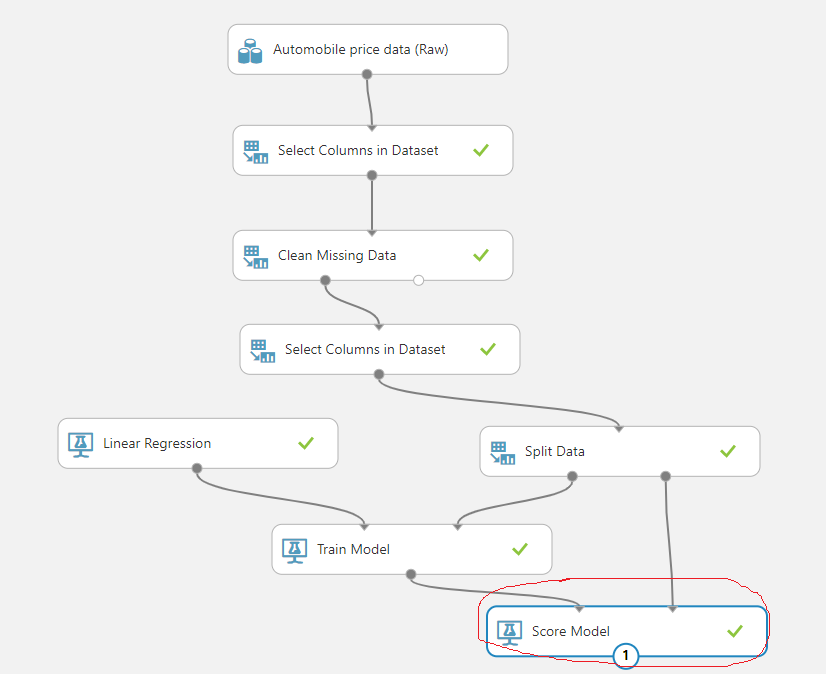 Automobile price data (Raw)
Select Columns in Dataset
Clean Missing Data
Select Columns in Dataset
Linear Regression
Split Data
Train Model
Score Model
1